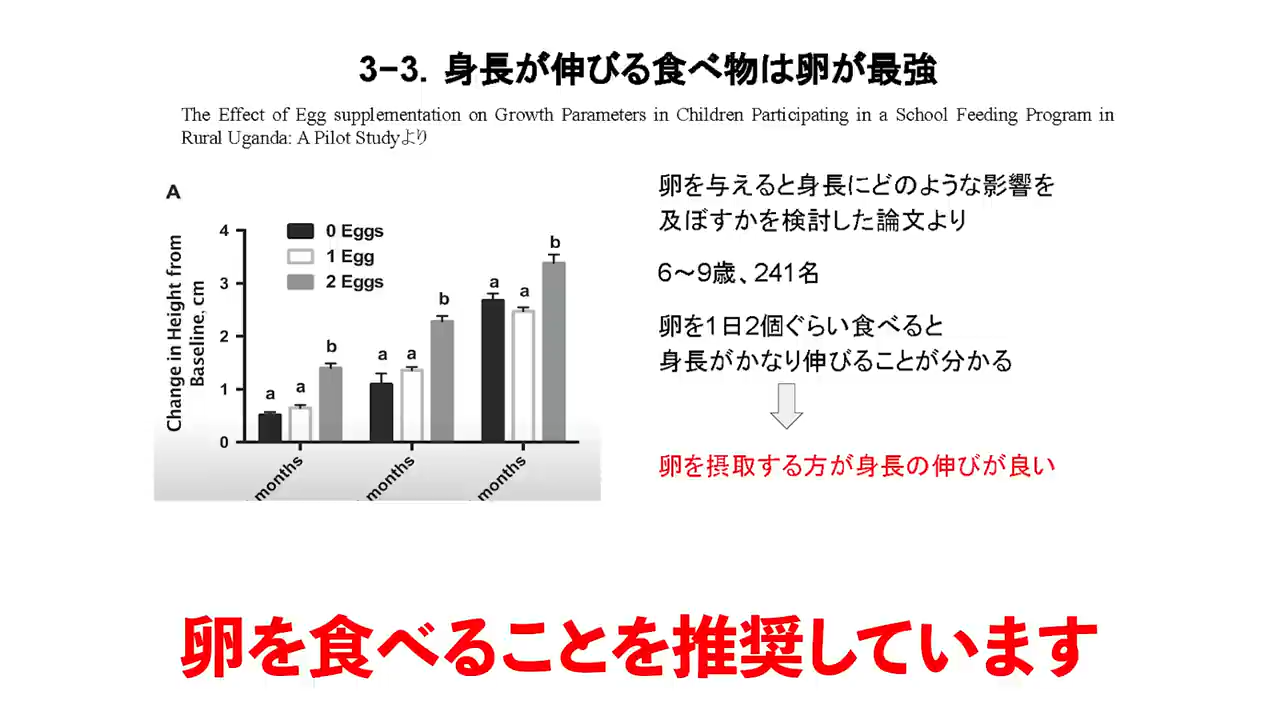 3-3. 身長が伸びる食べ物は卵が最強
The Effect of Egg supplementation on Growth Parameters in Children Participating in a School Feeding Program in
Rural Uganda: A Pilot Studyより
A
Change in Height from
Baseline, cm
4
3
2
1
0
0 Eggs
1 Egg
2 Eggs
a
a
b
a
a
b
a
a
b
months
months
months
卵を与えると身長にどのような影響を
及ぼすかを検討した論文より
6〜9歳、241名
卵を1日2個ぐらい食べると
身長がかなり伸びることが分かる
卵を摂取する方が身長の伸びが良い
卵を食べることを推奨しています